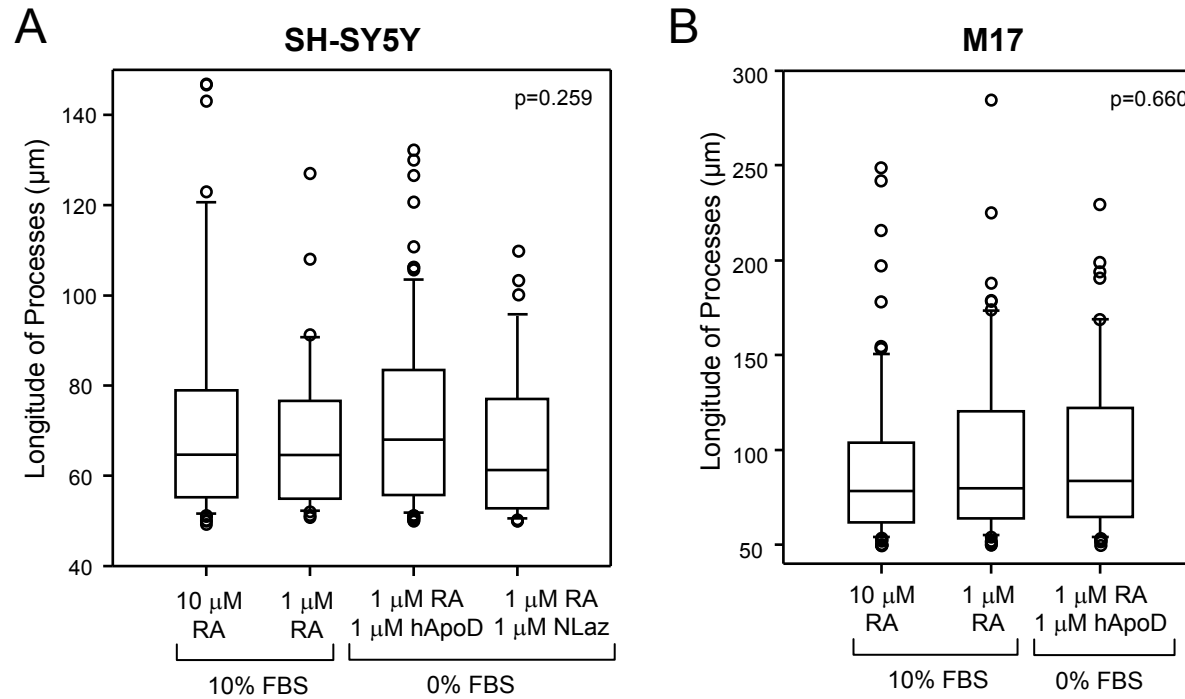 A
SH-SY5Y
p=0.259
Longitude of Processes (µm)
140
120
100
80
60
40
10 µM
RA
1 µM
RA
1 µM RA
1 µM hApoD
1 µM RA
1 µM NLaz
10% FBS
0% FBS
B
M17
p=0.660
Longitude of Processes (µm)
300
250
200
150
100
50
10 µM
RA
1 µM
RA
1 µM RA
1 µM hApoD
10% FBS
0% FBS